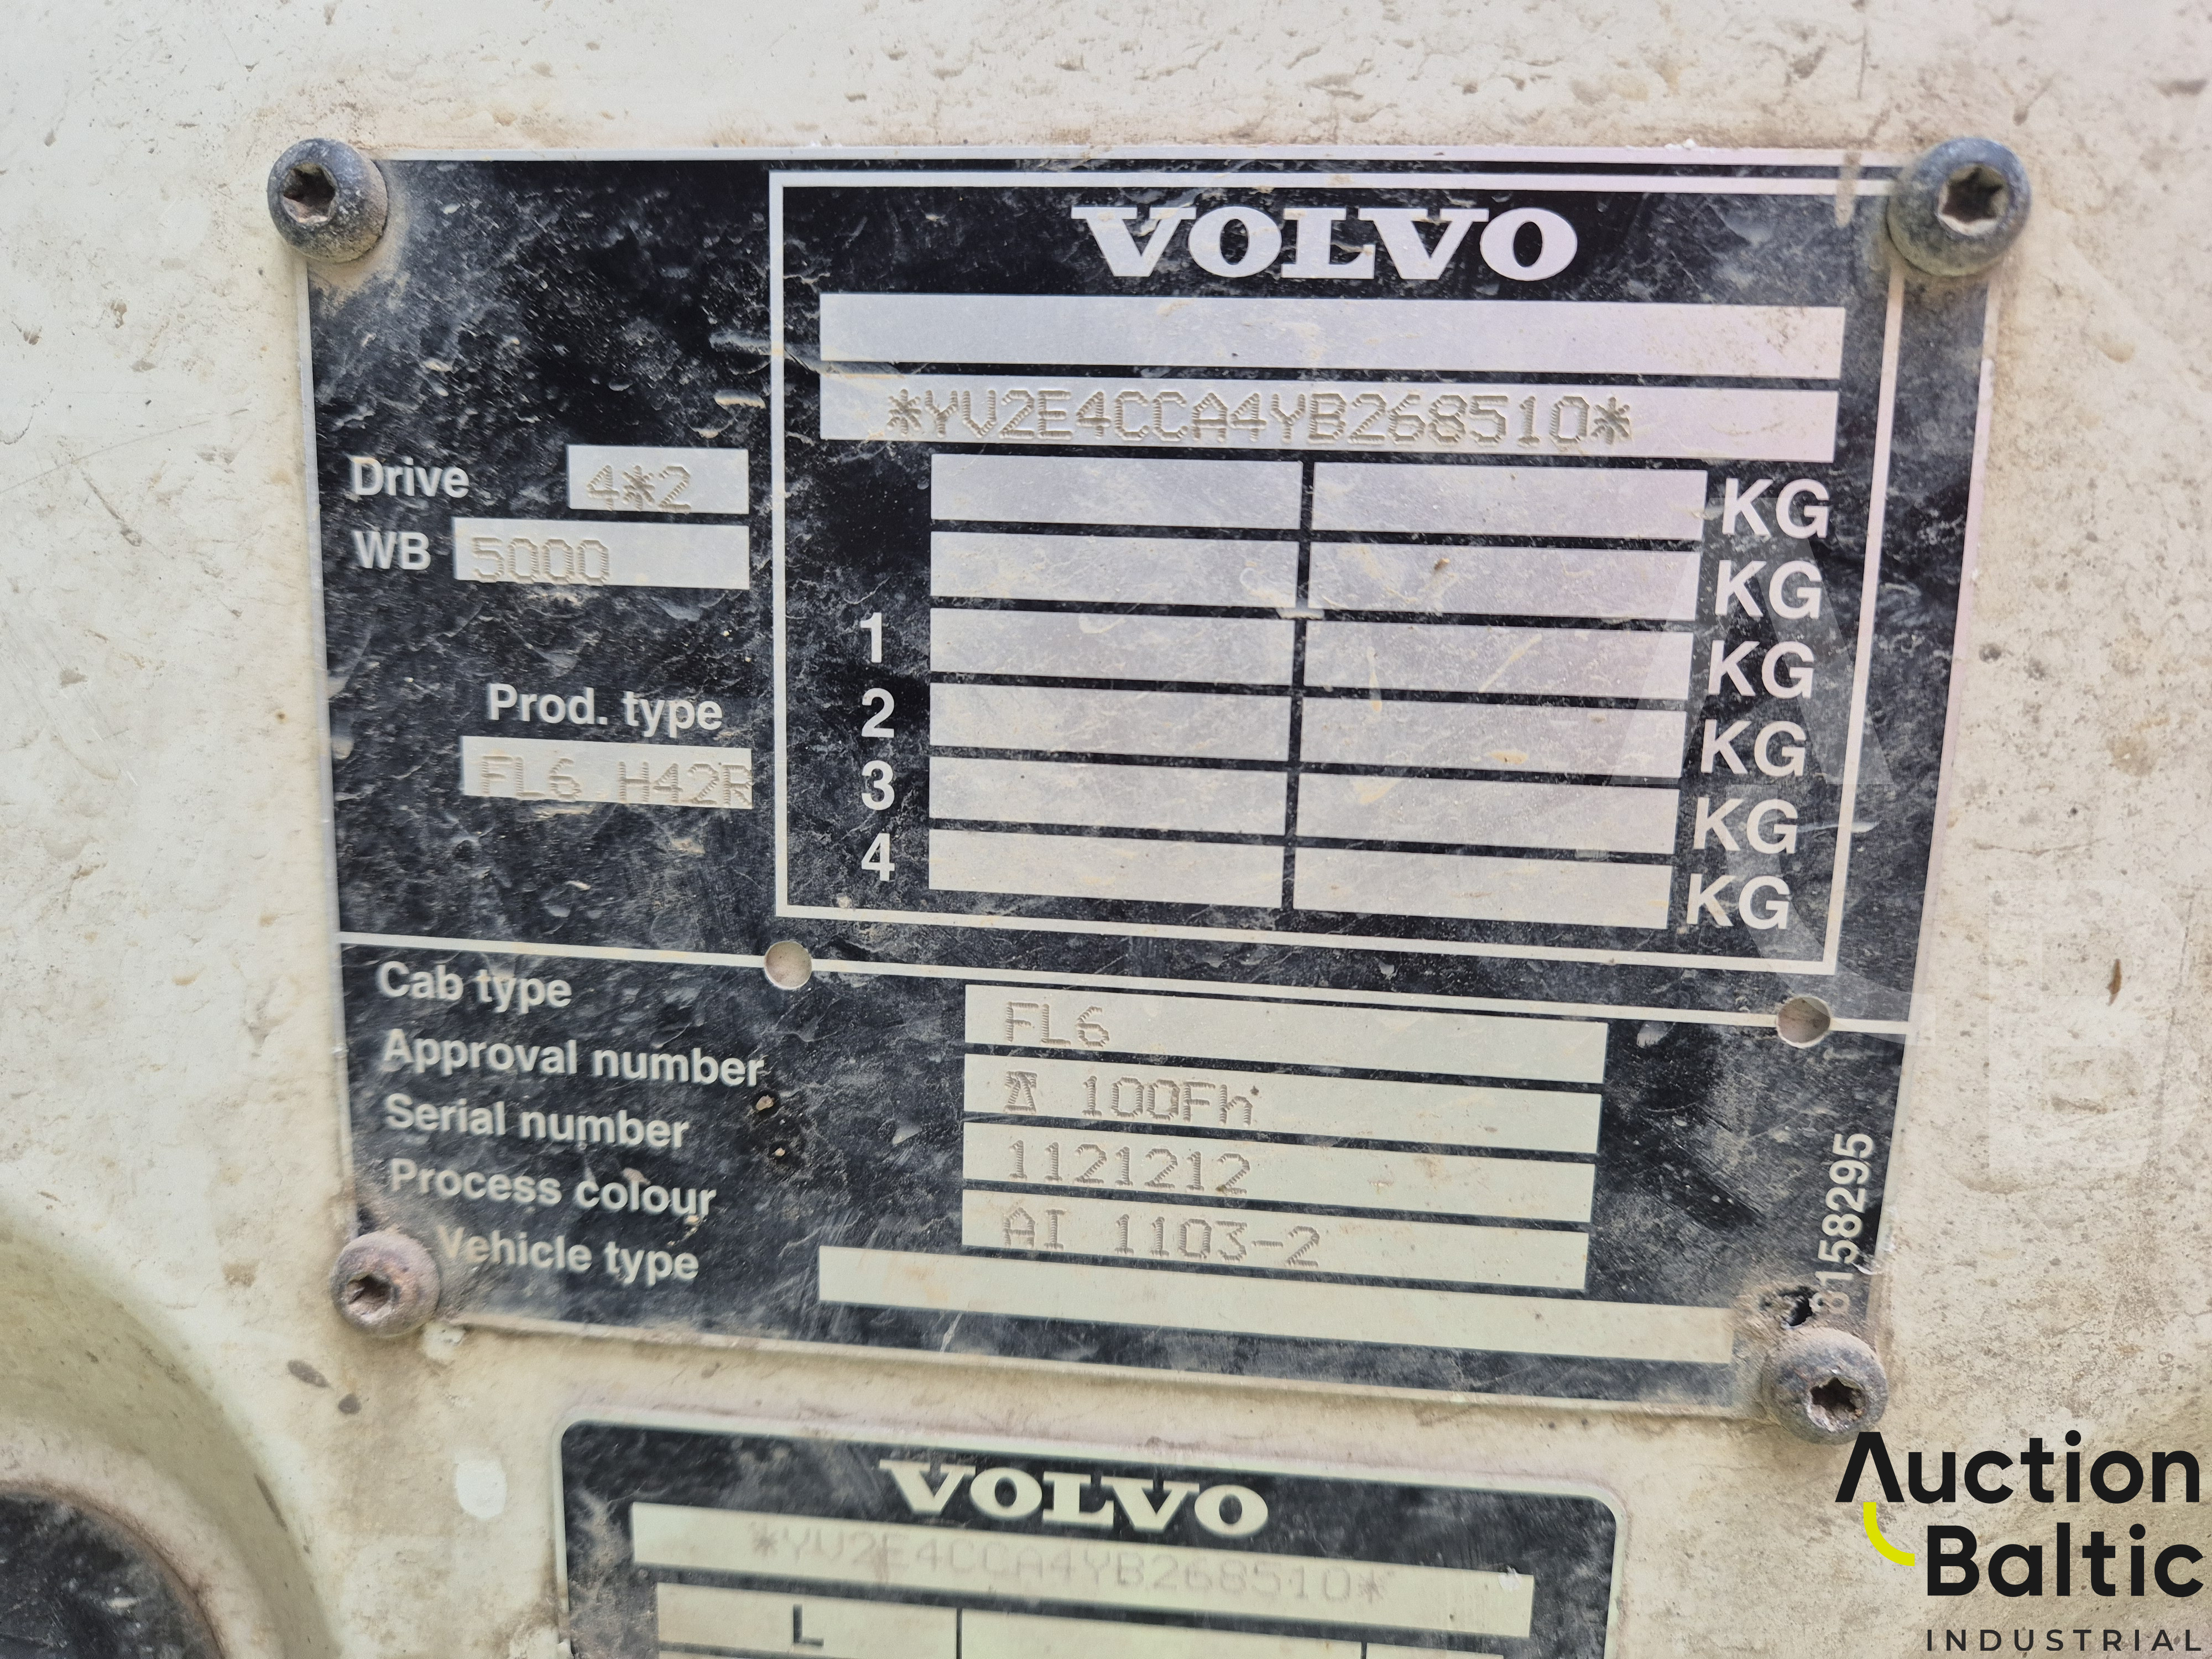 VOLVO
*YV2E4CCA4YB268510*
Drive 4*2
WB 5000
KG
KG
1 KG
2 KG
3 KG
4 KG
Prod. type
FL6 H42R
Cab type FL6
Approval number 100Fh
Serial number 1121212
Process colour AI 1103-2
Vehicle type
8158295
VOLVO
*YV2E4CCA4YB268510*
L
Auction
Baltic
INDUSTRIAL